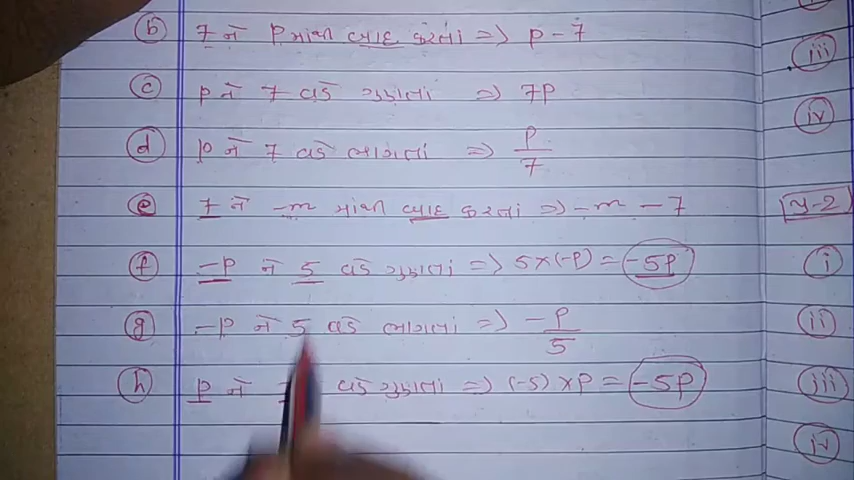 ⓑ 7 ને P માંથી બાદ કરતાં => P - 7
ⓒ P ને 7 વડે ગુણતાં => 7P
ⓓ P ને 7 વડે ભાગતાં => P/7
ⓔ 7 ને -m માંથી બાદ કરતાં => -m - 7
ⓕ -P ને 5 વડે ગુણતાં => 5×(-P) = -5P
ⓖ -P ને 5 વડે ભાગતાં => -P/5
ⓗ P ને વડે ગુણતાં => (-5) × P = -5P
iii
iv
પ્ર-2
i
ii
iii
iv